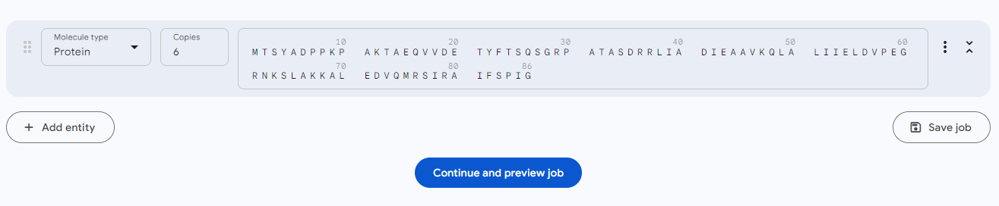 Molecule type
Protein
Copies
6
10 20 30 40 50 60
MTSYADPPKP AKTAEQVVDE TYFTSQSGRP ATASDRRLIA DIEAAVKQLA LIIELDVPEG
70 80 86
RNKSLAKKAL EDVQMRSIRA IFSPIG
+ Add entity
Save job
Continue and preview job